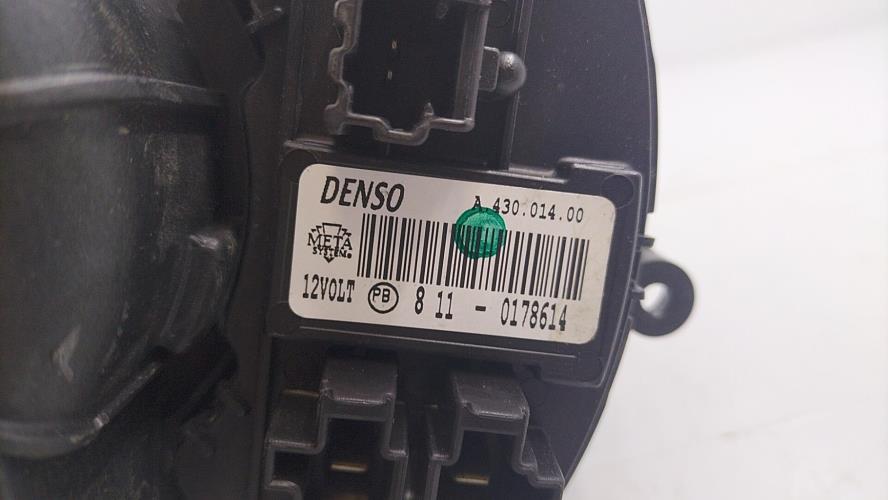 DENSO
A.430.014.00
META
SYSTEM®
12VOLT PB 8 11 - 0178614